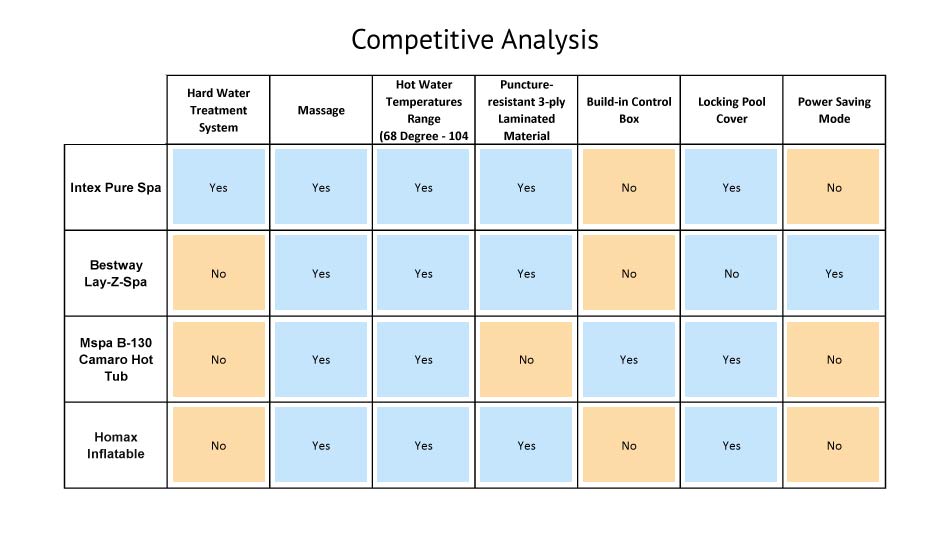 Competitive Analysis
Hard Water
Treatment
System
Massage
Hot Water
Temperatures
Range
(68 Degree - 104
Puncture-
resistant 3-ply
Laminated
Material
Build-in Control
Box
Locking Pool
Cover
Power Saving
Mode
Intex Pure Spa
Yes
Yes
Yes
Yes
No
Yes
No
Bestway
Lay-Z-Spa
No
Yes
Yes
Yes
No
No
Yes
Mspa B-130
Camaro Hot
Tub
No
Yes
Yes
No
Yes
Yes
No
Homax
Inflatable
No
Yes
Yes
Yes
No
Yes
No